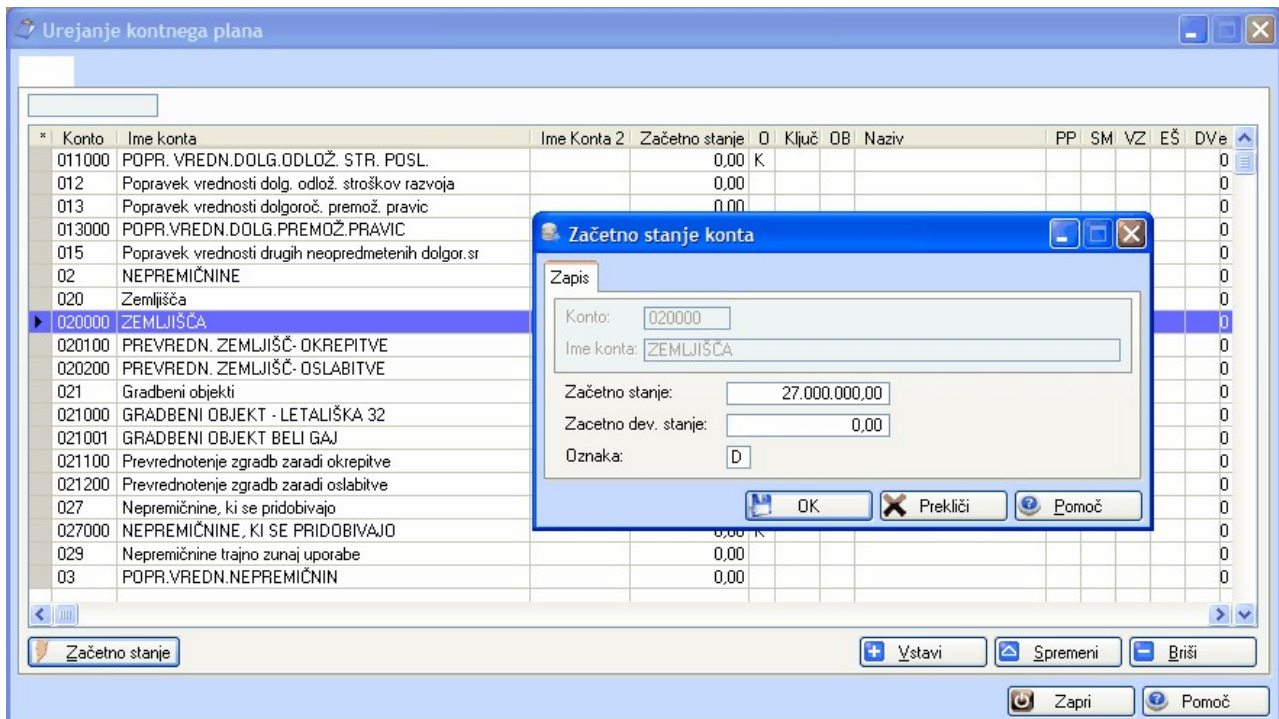 Urejanje kontnega plana
* Konto Ime konta Ime Konta 2 Začetno stanje O Ključ OB Naziv PP SM VZ EŠ DVe
011000 POPR. VREDN.DOLG.ODLOŽ. STR. POSL. 0,00 K 0
012 Popravek vrednosti dolg. odlož. stroškov razvoja 0,00 0
013 Popravek vrednosti dolgoroč. premož. pravic 0,00 0
013000 POPR.VREDN.DOLG.PREMOŽ.PRAVIC 0
015 Popravek vrednosti drugih neopredmetenih dolgor.sr 0
02 NEPREMIČNINE 0
020 Zemljišča 0
020000 ZEMLJIŠČA 0
020100 PREVREDN. ZEMLJIŠČ- OKREPITVE 0
020200 PREVREDN. ZEMLJIŠČ- OSLABITVE 0
021 Gradbeni objekti 0
021000 GRADBENI OBJEKT - LETALIŠKA 32 0
021001 GRADBENI OBJEKT BELI GAJ 0
021100 Prevrednotenje zgradb zaradi okrepitve 0
021200 Prevrednotenje zgradb zaradi oslabitve 0
027 Nepremičnine, ki se pridobivajo 0
027000 NEPREMIČNINE, KI SE PRIDOBIVAJO 0,00 K 0
029 Nepremičnine trajno zunaj uporabe 0,00 0
03 POPR.VREDN.NEPREMIČNIN 0,00 0
Začetno stanje konta
Zapis
Konto: 020000
Ime konta: ZEMLJIŠČA
Začetno stanje: 27.000.000,00
Zacetno dev. stanje: 0,00
Oznaka: D
OK Prekliči Pomoč
Začetno stanje Vstavi Spremeni Briši
Zapri Pomoč